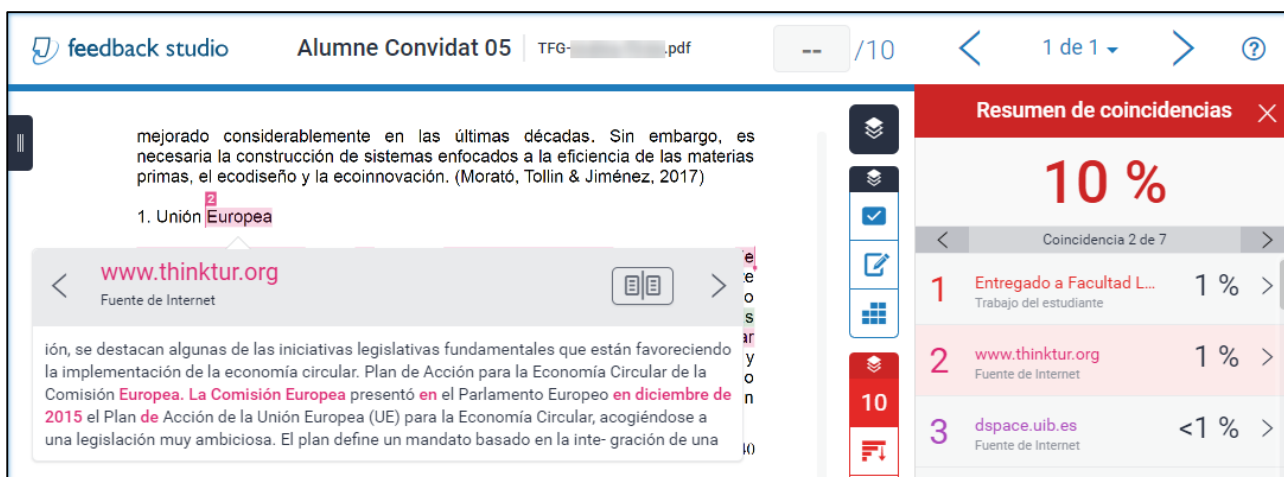 feedback studio
Alumne Convidat 05
TFG- .pdf
-- /10
1 de 1
?
mejorado considerablemente en las últimas décadas. Sin embargo, es
necesaria la construcción de sistemas enfocados a la eficiencia de las materias
primas, el ecodiseño y la ecoinnovación. (Morató, Tollin & Jiménez, 2017)
2
1. Unión Europea
www.thinktur.org
Fuente de Internet
ión, se destacan algunas de las iniciativas legislativas fundamentales que están favoreciendo
la implementación de la economía circular. Plan de Acción para la Economía Circular de la
Comisión Europea. La Comisión Europea presentó en el Parlamento Europeo en diciembre de
2015 el Plan de Acción de la Unión Europea (UE) para la Economía Circular, acogiéndose a
una legislación muy ambiciosa. El plan define un mandato basado en la inte- gración de una
10
Resumen de coincidencias
10 %
Coincidencia 2 de 7
1 Entregado a Facultad L... 1 %
Trabajo del estudiante
2 www.thinktur.org 1 %
Fuente de Internet
3 dspace.uib.es <1 %
Fuente de Internet